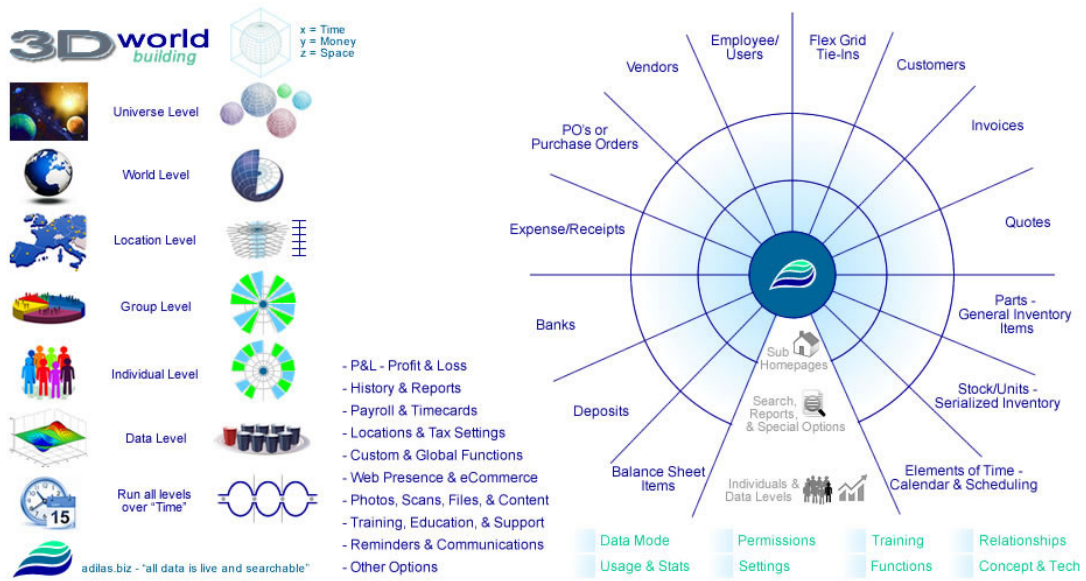 3D world
building
x = Time
y = Money
z = Space
Universe Level
World Level
Location Level
Group Level
Individual Level
Data Level
Run all levels
over "Time"
15
adilas.biz - "all data is live and searchable"
- P&L - Profit & Loss
- History & Reports
- Payroll & Timecards
- Locations & Tax Settings
- Custom & Global Functions
- Web Presence & eCommerce
- Photos, Scans, Files, & Content
- Training, Education, & Support
- Reminders & Communications
- Other Options
Employee/
Users
Flex Grid
Tie-Ins
Customers
Invoices
Quotes
Parts -
General Inventory
Items
Stock/Units -
Serialized Inventory
Elements of Time -
Calendar & Scheduling
Vendors
PO's or
Purchase Orders
Expense/Receipts
Banks
Deposits
Balance Sheet
Items
Sub
Homepages
Search,
Reports,
& Special Options
Individuals &
Data Levels
Data Mode
Permissions
Training
Relationships
Usage & Stats
Settings
Functions
Concept & Tech